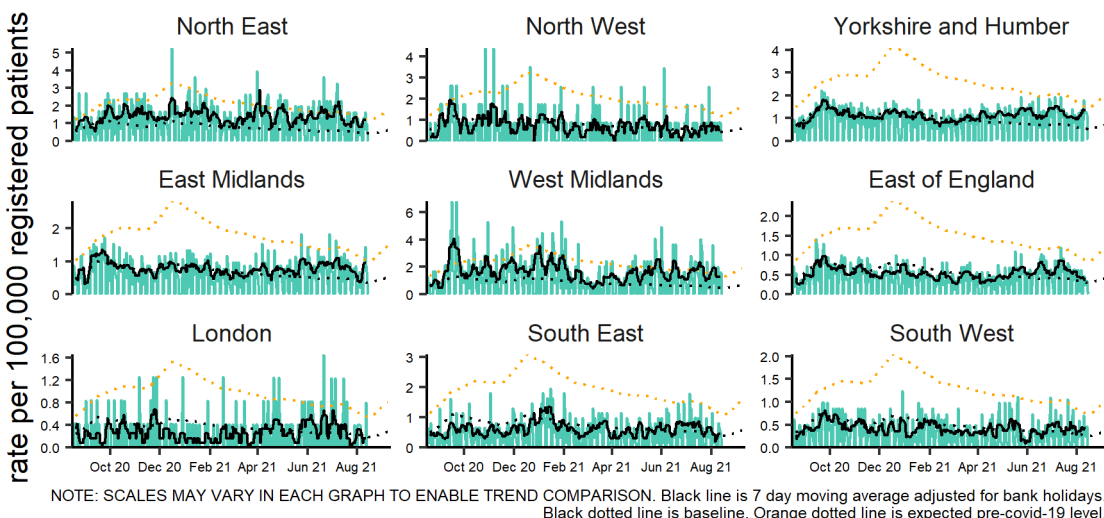 rate per 100,000 registered patients
North East
North West
Yorkshire and Humber
5
4
3
2
1
0
4
3
2
1
0
4
3
2
1
0
East Midlands
West Midlands
East of England
2
1
0
6
4
2
0
2.0
1.5
1.0
0.5
0.0
London
South East
South West
1.6
1.2
0.8
0.4
0.0
3
2
1
0
2.0
1.5
1.0
0.5
0.0
Oct 20 Dec 20 Feb 21 Apr 21 Jun 21 Aug 21
Oct 20 Dec 20 Feb 21 Apr 21 Jun 21 Aug 21
Oct 20 Dec 20 Feb 21 Apr 21 Jun 21 Aug 21
NOTE: SCALES MAY VARY IN EACH GRAPH TO ENABLE TREND COMPARISON. Black line is 7 day moving average adjusted for bank holidays.
Black dotted line is baseline. Orange dotted line is expected pre-covid-19 level.